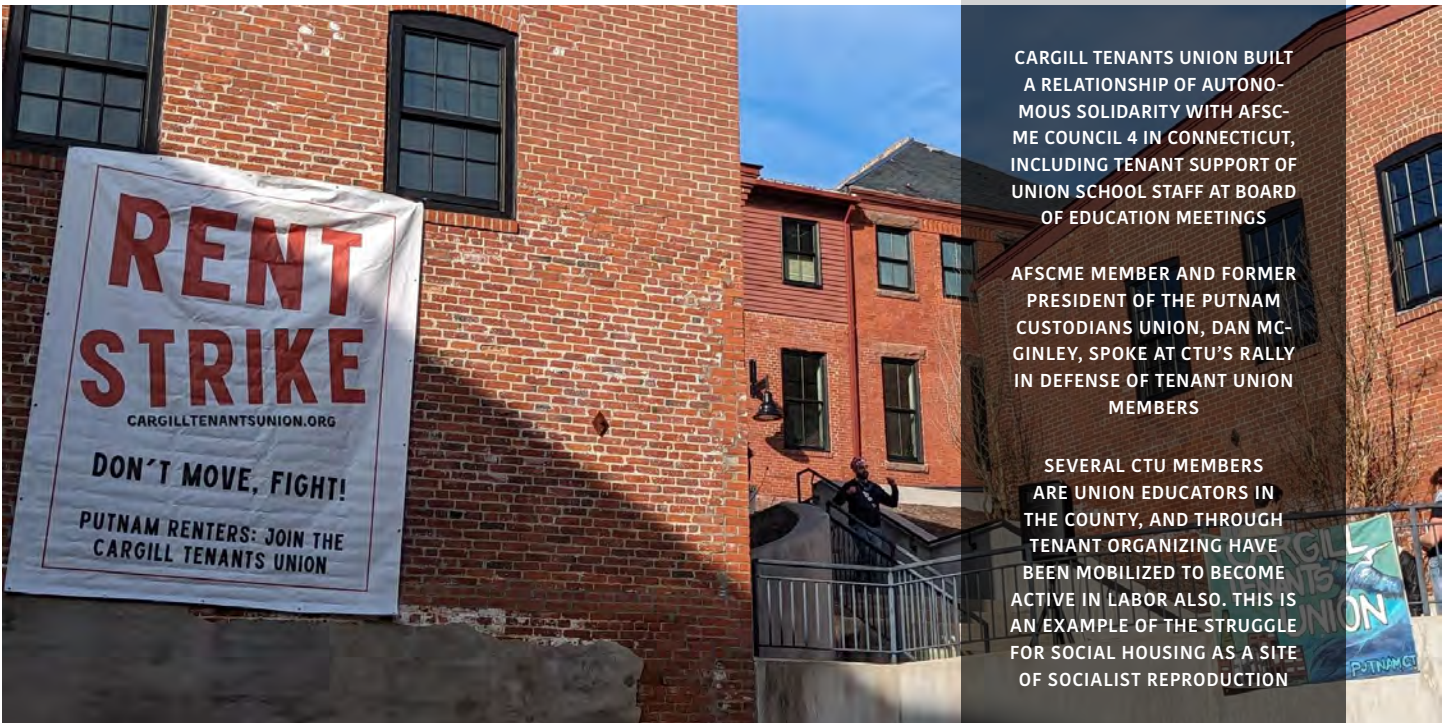 RENT
STRIKE
CARGILLTENANTSUNION.ORG
DON'T MOVE, FIGHT!
PUTNAM RENTERS: JOIN THE
CARGILL TENANTS UNION
CARGILL TENANTS UNION BUILT
A RELATIONSHIP OF AUTONO-
MOUS SOLIDARITY WITH AFSC-
ME COUNCIL 4 IN CONNECTICUT,
INCLUDING TENANT SUPPORT OF
UNION SCHOOL STAFF AT BOARD
OF EDUCATION MEETINGS
AFSCME MEMBER AND FORMER
PRESIDENT OF THE PUTNAM
CUSTODIANS UNION, DAN MC-
GINLEY, SPOKE AT CTU'S RALLY
IN DEFENSE OF TENANT UNION
MEMBERS
SEVERAL CTU MEMBERS
ARE UNION EDUCATORS IN
THE COUNTY, AND THROUGH
TENANT ORGANIZING HAVE
BEEN MOBILIZED TO BECOME
ACTIVE IN LABOR ALSO. THIS IS
AN EXAMPLE OF THE STRUGGLE
FOR SOCIAL HOUSING AS A SITE
OF SOCIALIST REPRODUCTION
PUTNAM CT